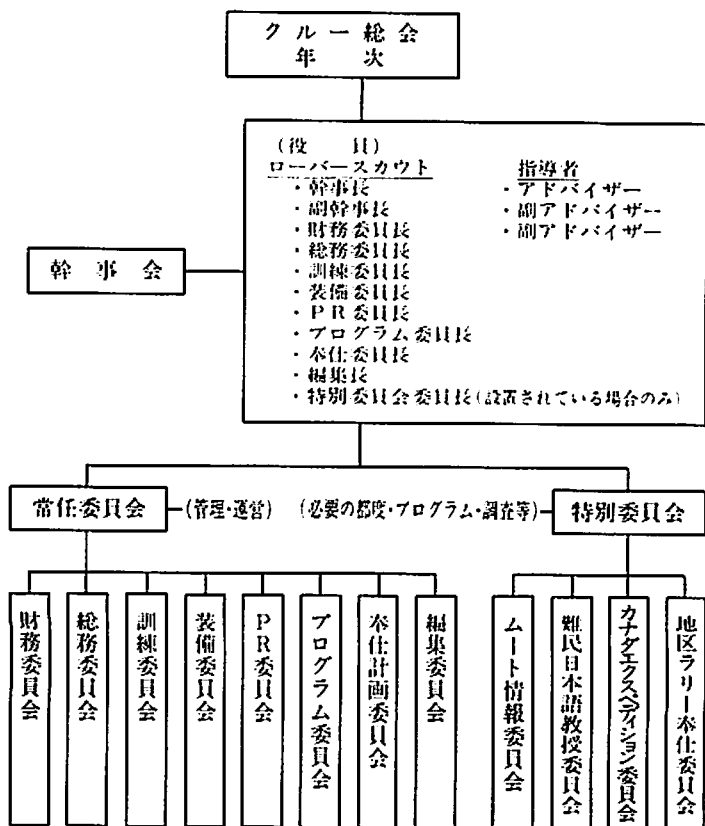 クルー総会
年次
(役 員)
ローバースカウト
・幹事長
・副幹事長
・財務委員長
・総務委員長
・訓練委員長
・装備委員長
・PR委員長
・プログラム委員長
・奉仕委員長
・編集長
・特別委員会委員長(設置されている場合のみ)
指導者
・アドバイザー
・副アドバイザー
・副アドバイザー
幹事会
常任委員会
(管理・運営)
(必要の都度・プログラム・調査等)
特別委員会
財務委員会
総務委員会
訓練委員会
装備委員会
PR委員会
プログラム委員会
奉仕計画委員会
編集委員会
ムート情報委員会
難民日本語教授委員会
カナダエクスペディション委員会
地区ラリー奉仕委員会